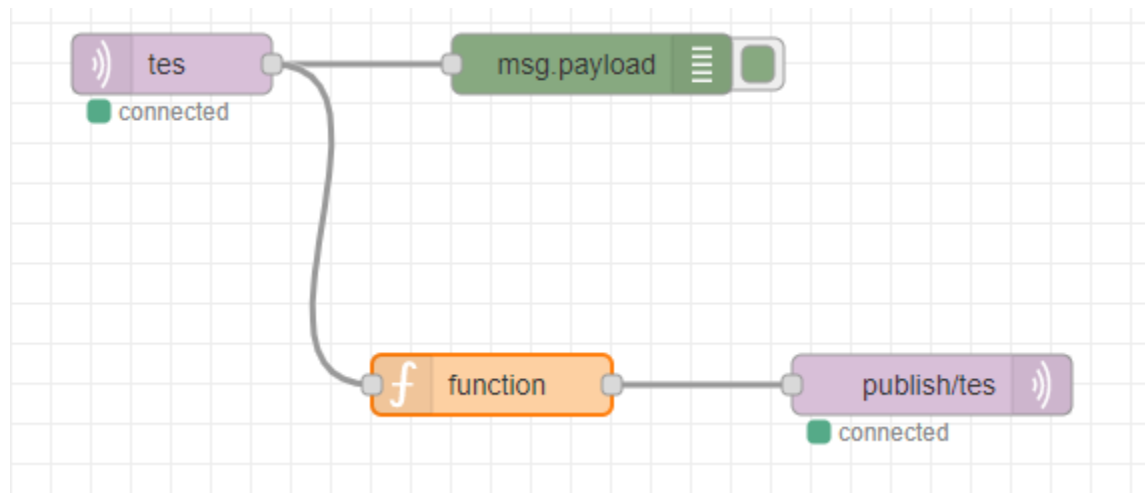 tes
msg.payload
connected
function
publish/tes
connected